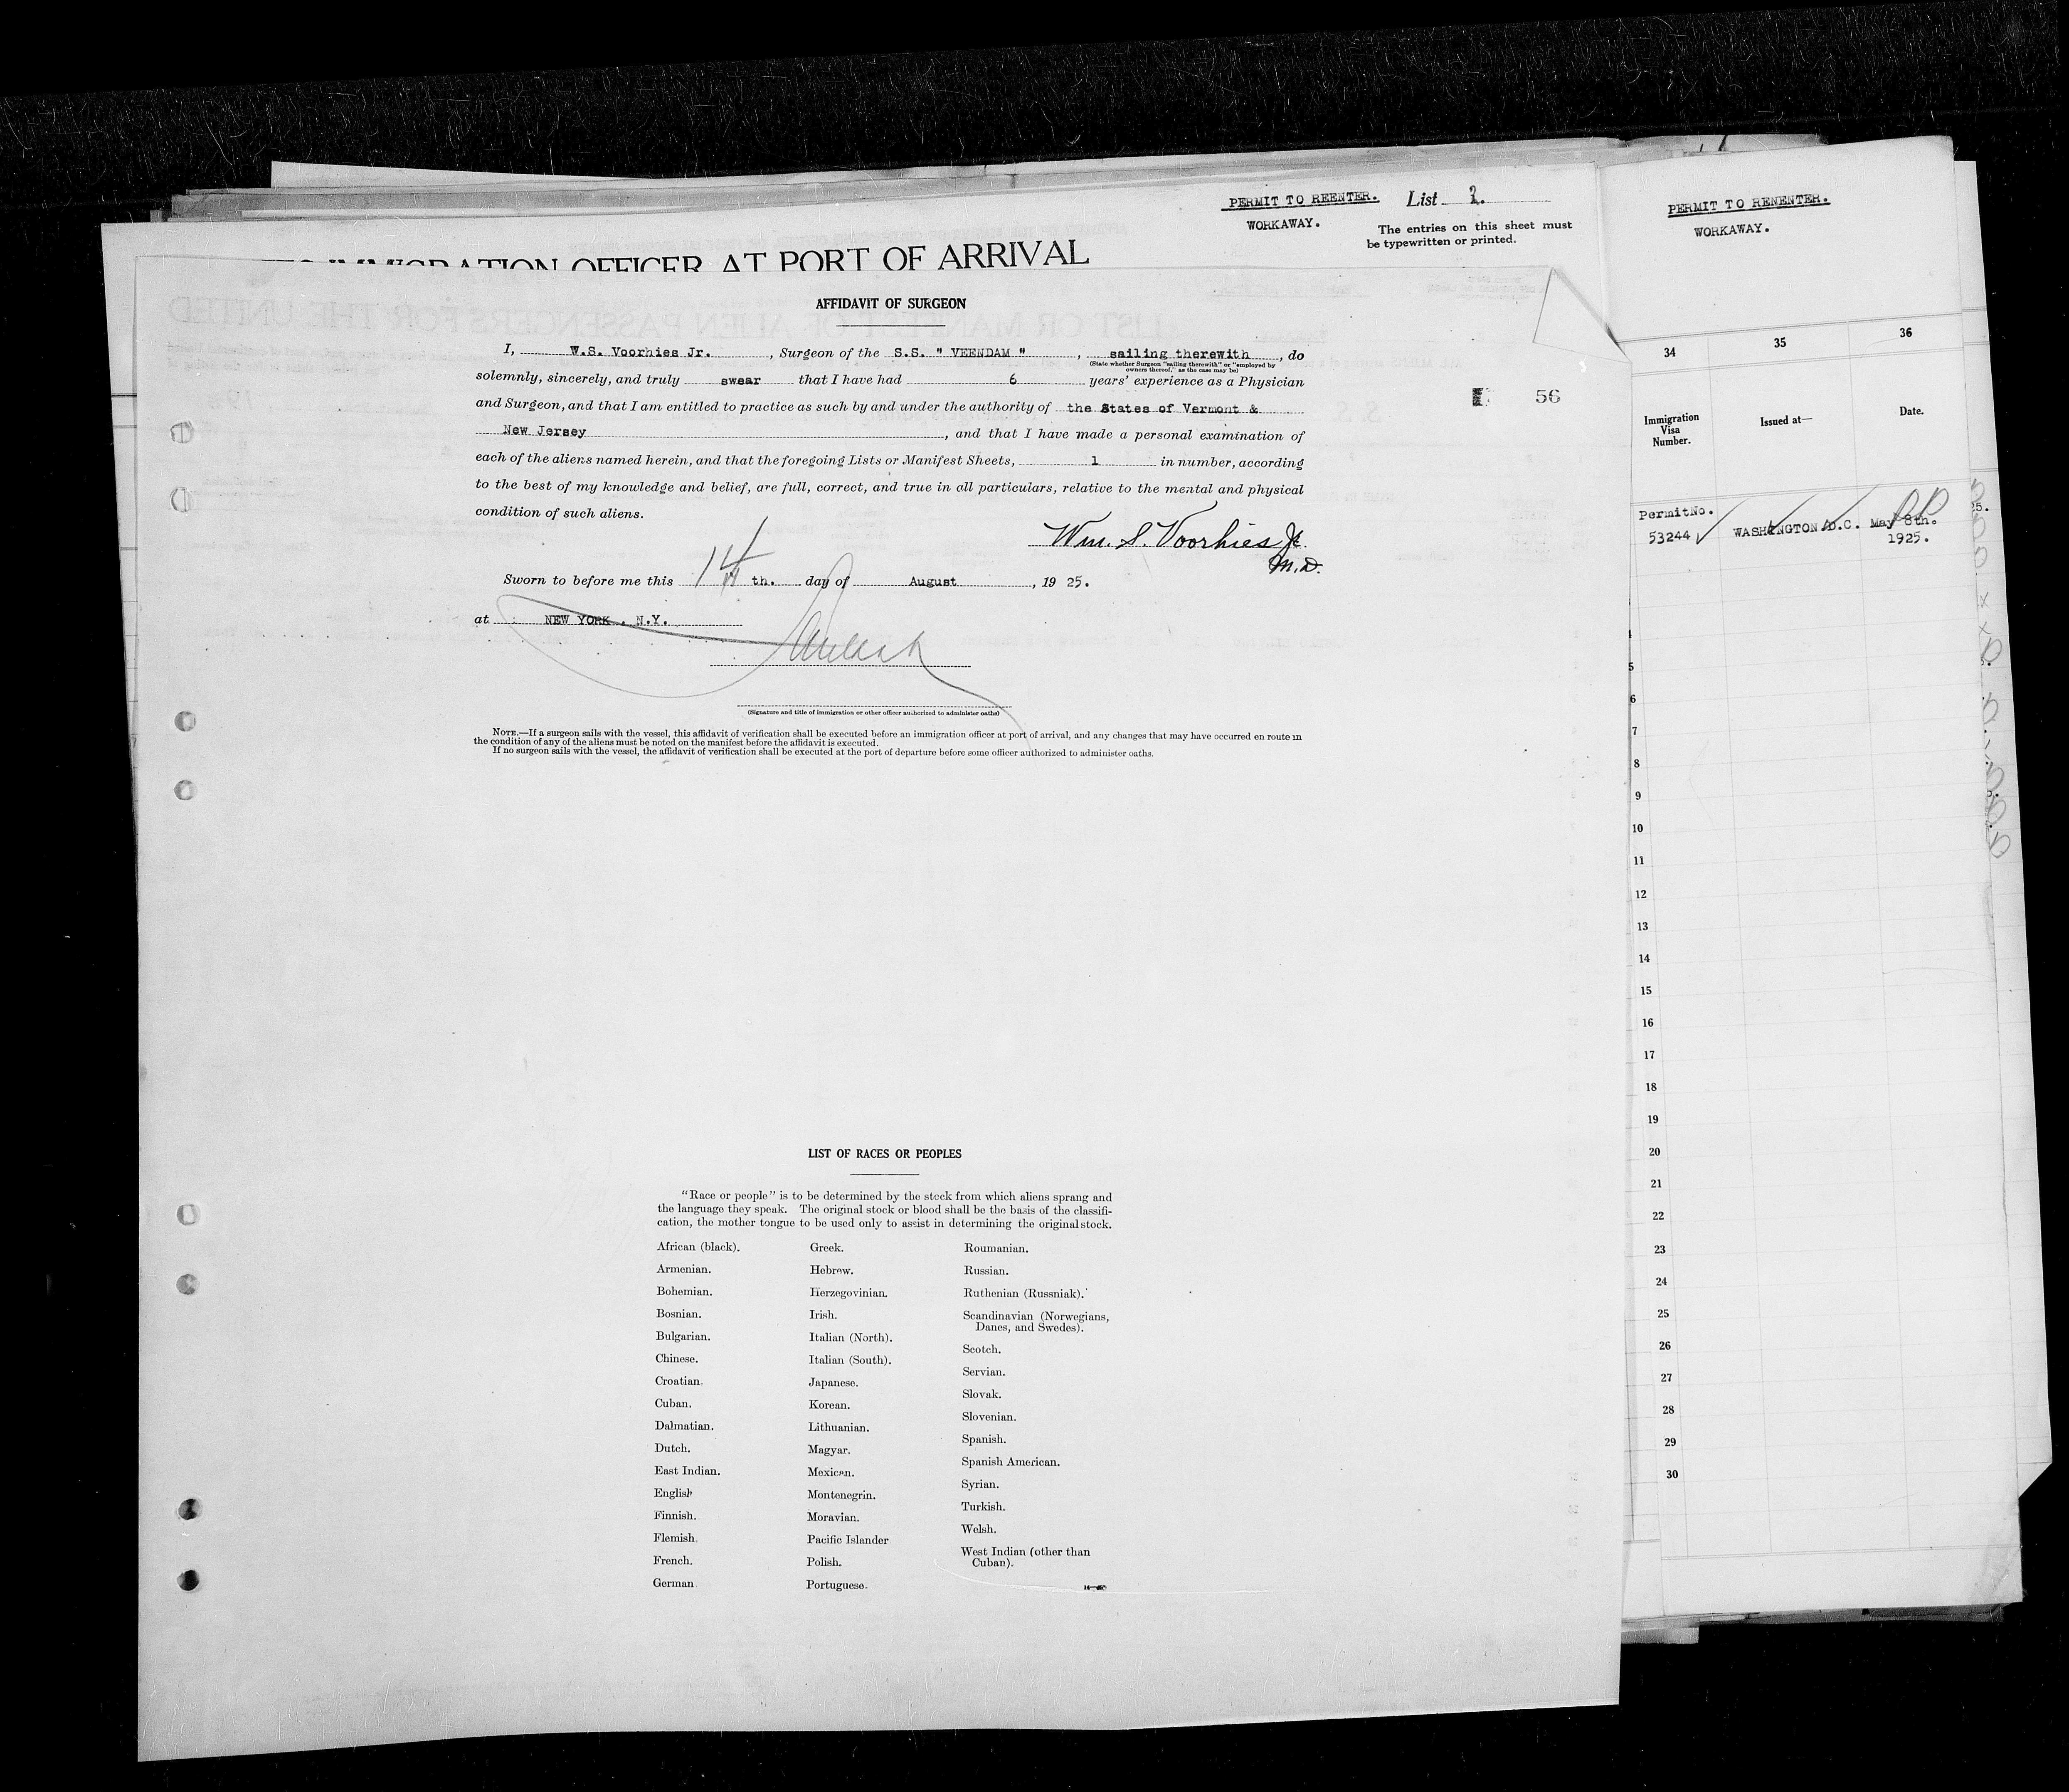 PERMIT TO REENTER.
WORKAWAY.
List 1.
The entries on this sheet must
be typewritten or printed.
IMMIGRATION OFFICER AT PORT OF ARRIVAL
AFFIDAVIT OF SURGEON
I, W.S. Voorhies Jr., Surgeon of the S.S. " VEENDAM ", sailing therewith, do
(State whether Surgeon "sailing therewith" or "employed by
owners thereof," as the case may be)
solemnly, sincerely, and truly swear that I have had 6 years' experience as a Physician
and Surgeon, and that I am entitled to practice as such by and under the authority of the States of Vermont &
New Jersey, and that I have made a personal examination of
each of the aliens named herein, and that the foregoing Lists or Manifest Sheets, 1 in number, according
to the best of my knowledge and belief, are full, correct, and true in all particulars, relative to the mental and physical
condition of such aliens.
Wm. S. Voorhies Jr.
M.D.
Sworn to before me this 14 th. day of August, 19 25.
at NEW YORK, N.Y.
(Signature and title of immigration or other officer authorized to administer oaths)
NOTE.—If a surgeon sails with the vessel, this affidavit of verification shall be executed before an immigration officer at port of arrival, and any changes that may have occurred en route in
the condition of any of the aliens must be noted on the manifest before the affidavit is executed.
If no surgeon sails with the vessel, the affidavit of verification shall be executed at the port of departure before some officer authorized to administer oaths.
56
LIST OF RACES OR PEOPLES
"Race or people" is to be determined by the stock from which aliens sprang and
the language they speak. The original stock or blood shall be the basis of the classifi-
cation, the mother tongue to be used only to assist in determining the original stock.
African (black).
Armenian.
Bohemian.
Bosnian.
Bulgarian.
Chinese.
Croatian.
Cuban.
Dalmatian.
Dutch.
East Indian.
English
Finnish.
Flemish.
French.
German
Greek.
Hebrew.
Herzegovinian.
Irish.
Italian (North).
Italian (South).
Japanese.
Korean.
Lithuanian.
Magyar.
Mexican.
Montenegrin.
Moravian.
Pacific Islander
Polish.
Portuguese.
Roumanian.
Russian.
Ruthenian (Russniak).
Scandinavian (Norwegians,
Danes, and Swedes).
Scotch.
Servian.
Slovak.
Slovenian.
Spanish.
Spanish American.
Syrian.
Turkish.
Welsh.
West Indian (other than
Cuban).
PERMIT TO RENENTER.
WORKAWAY.
34 35 36
Immigration
Visa
Number.
Issued at—
Date.
PermitNo.
53244 WASHINGTON D.C. May 8th.
1925.
25.
5
6
7
8
9
10
11
12
13
14
15
16
17
18
19
20
21
22
23
24
25
26
27
28
29
30